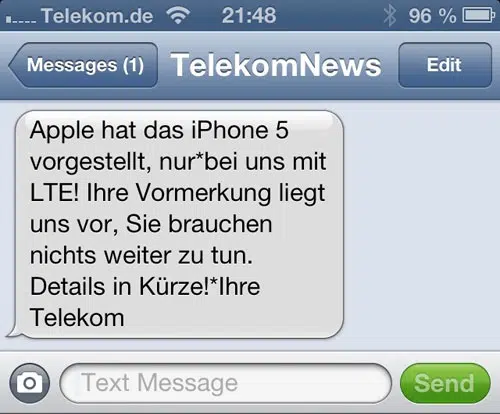 Telekom.de 21:48 96 %
Messages (1) TelekomNews Edit
Apple hat das iPhone 5
vorgestellt, nur*bei uns mit
LTE! Ihre Vormerkung liegt
uns vor, Sie brauchen
nichts weiter zu tun.
Details in Kürze!*Ihre
Telekom
Text Message Send